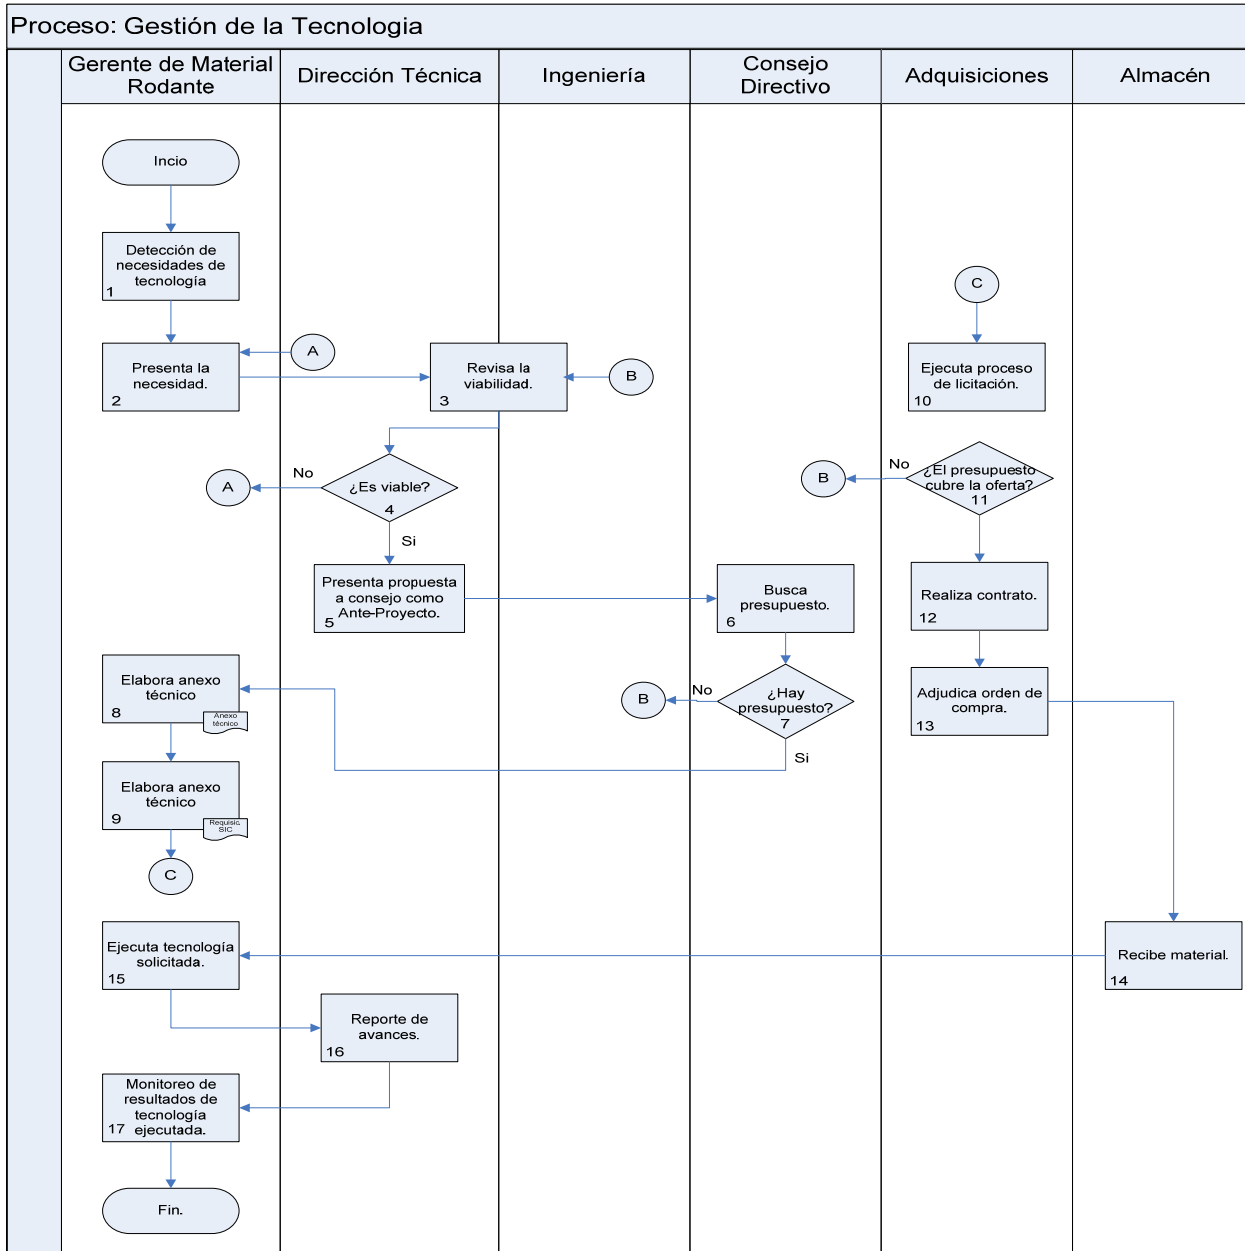 Proceso: Gestión de la Tecnologia
Gerente de Material
Rodante
Dirección Técnica
Ingeniería
Consejo
Directivo
Adquisiciones
Almacén
Incio
Detección de
necesidades de
tecnología
1
C
Presenta la
necesidad.
2
A
Revisa la
viabilidad.
3
B
Ejecuta proceso
de licitación.
10
A
No
¿Es viable?
4
Si
B
No
¿El presupuesto
cubre la oferta?
11
Presenta propuesta
a consejo como
Ante-Proyecto.
5
Busca
presupuesto.
6
Realiza contrato.
12
Elabora anexo
técnico
8
Anexo
técnico
B
No
¿Hay
presupuesto?
7
Si
Adjudica orden de
compra.
13
Elabora anexo
técnico
9
Requisic.
SIC
C
Ejecuta tecnología
solicitada.
15
Recibe material.
14
Reporte de
avances.
16
Monitoreo de
resultados de
tecnología
ejecutada.
17
Fin.